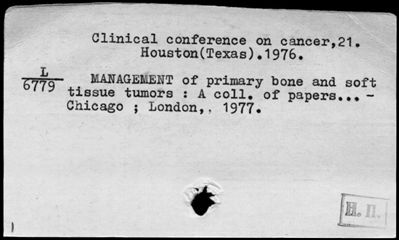 Clinical conference on cancer,21.
Houston(Texas).1976.
L
6779
MANAGEMENT of primary bone and soft
tissue tumors : A coll. of papers... -
Chicago ; London,, 1977.
Н. П.